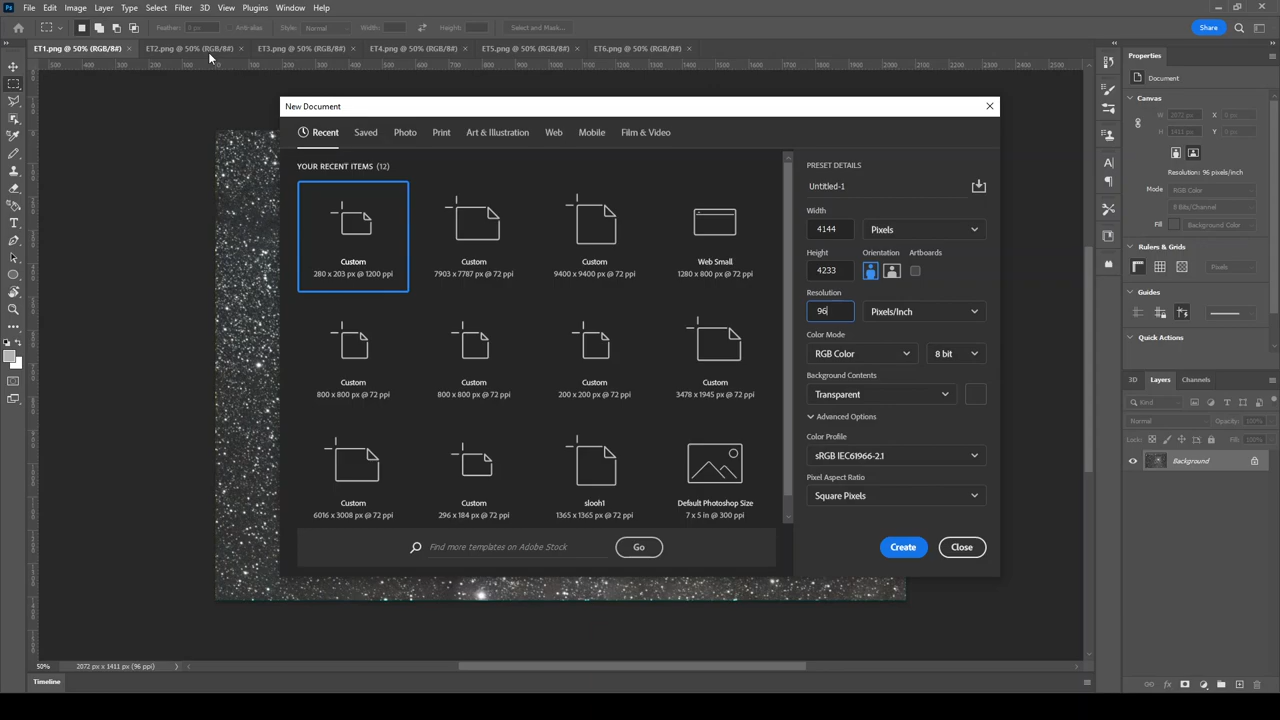 File Edit Image Layer Type Select Filter 3D View Plugins Window Help
Feather: 0 px Anti-alias Style: Normal Width: Height: Select and Mask... Share
ET1.png @ 50% (RGB/8#) ET2.png @ 50% (RGB/8#) ET3.png @ 50% (RGB/8#) ET4.png @ 50% (RGB/8#) ET5.png @ 50% (RGB/8#) ET6.png @ 50% (RGB/8#)
New Document
Recent Saved Photo Print Art & Illustration Web Mobile Film & Video
YOUR RECENT ITEMS (12)
Custom Custom Custom Web Small
280 x 203 px @ 1200 ppi 7903 x 7787 px @ 72 ppi 9400 x 9400 px @ 72 ppi 1280 x 800 px @ 72 ppi
Custom Custom Custom Custom
800 x 800 px @ 72 ppi 800 x 800 px @ 72 ppi 200 x 200 px @ 72 ppi 3478 x 1945 px @ 72 ppi
Custom Custom slooh1 Default Photoshop Size
6016 x 3008 px @ 72 ppi 296 x 184 px @ 72 ppi 1365 x 1365 px @ 72 ppi 7 x 5 in @ 300 ppi
Find more templates on Adobe Stock Go
PRESET DETAILS
Untitled-1
Width
4144 Pixels
Height Orientation Artboards
4233
Resolution
96 Pixels/Inch
Color Mode
RGB Color 8 bit
Background Contents
Transparent
Advanced Options
Color Profile
sRGB IEC61966-2.1
Pixel Aspect Ratio
Square Pixels
Create Close
Properties
Document
Canvas
W 2072 px X 0 px
H 1411 px Y 0 px
Resolution: 96 pixels/inch
Mode RGB Color
8 Bits/Channel
Fill Background Color
Rulers & Grids
Pixels
Guides
Quick Actions
3D Layers Channels
Kind
Normal Opacity: 100%
Lock: Fill: 100%
Background
50% 2072 px x 1411 px (96 ppi)
Timeline